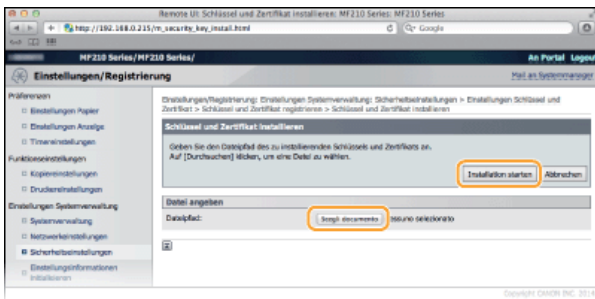 Remote UI: Schlüssel und Zertifikat installieren: MF210 Series: MF210 Series
http://192.168.0.215/m_security_key_install.html
Google
MF210 Series/MF210 Series/
An Portal Logout
Einstellungen/Registrierung
Mail an Systemmanager
Präferenzen
Einstellungen Papier
Einstellungen Anzeige
Timereinstellungen
Funktionseinstellungen
Kopiereinstellungen
Druckereinstellungen
Einstellungen Systemverwaltung
Systemverwaltung
Netzwerkeinstellungen
Sicherheitseinstellungen
Einstellungsinformationen
initialisieren
Einstellungen/Registrierung: Einstellungen Systemverwaltung: Sicherheitseinstellungen > Einstellungen Schlüssel und
Zertifikat > Schlüssel und Zertifikat registrieren > Schlüssel und Zertifikat installieren
Schlüssel und Zertifikat installieren
Geben Sie den Dateipfad des zu installierenden Schlüssels und Zertifikats an.
Auf [Durchsuchen] klicken, um eine Datei zu wählen.
Installation starten Abbrechen
Datei angeben
Dateipfad: Scegli documento essuno selezionato
Copyright CANON INC. 2014